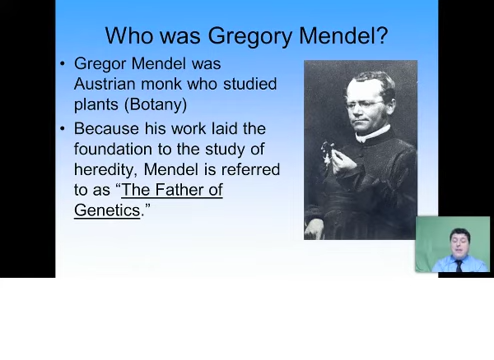 Who was Gregory Mendel?
• Gregor Mendel was
Austrian monk who studied
plants (Botany)
• Because his work laid the
foundation to the study of
heredity, Mendel is referred
to as “The Father of
Genetics.”